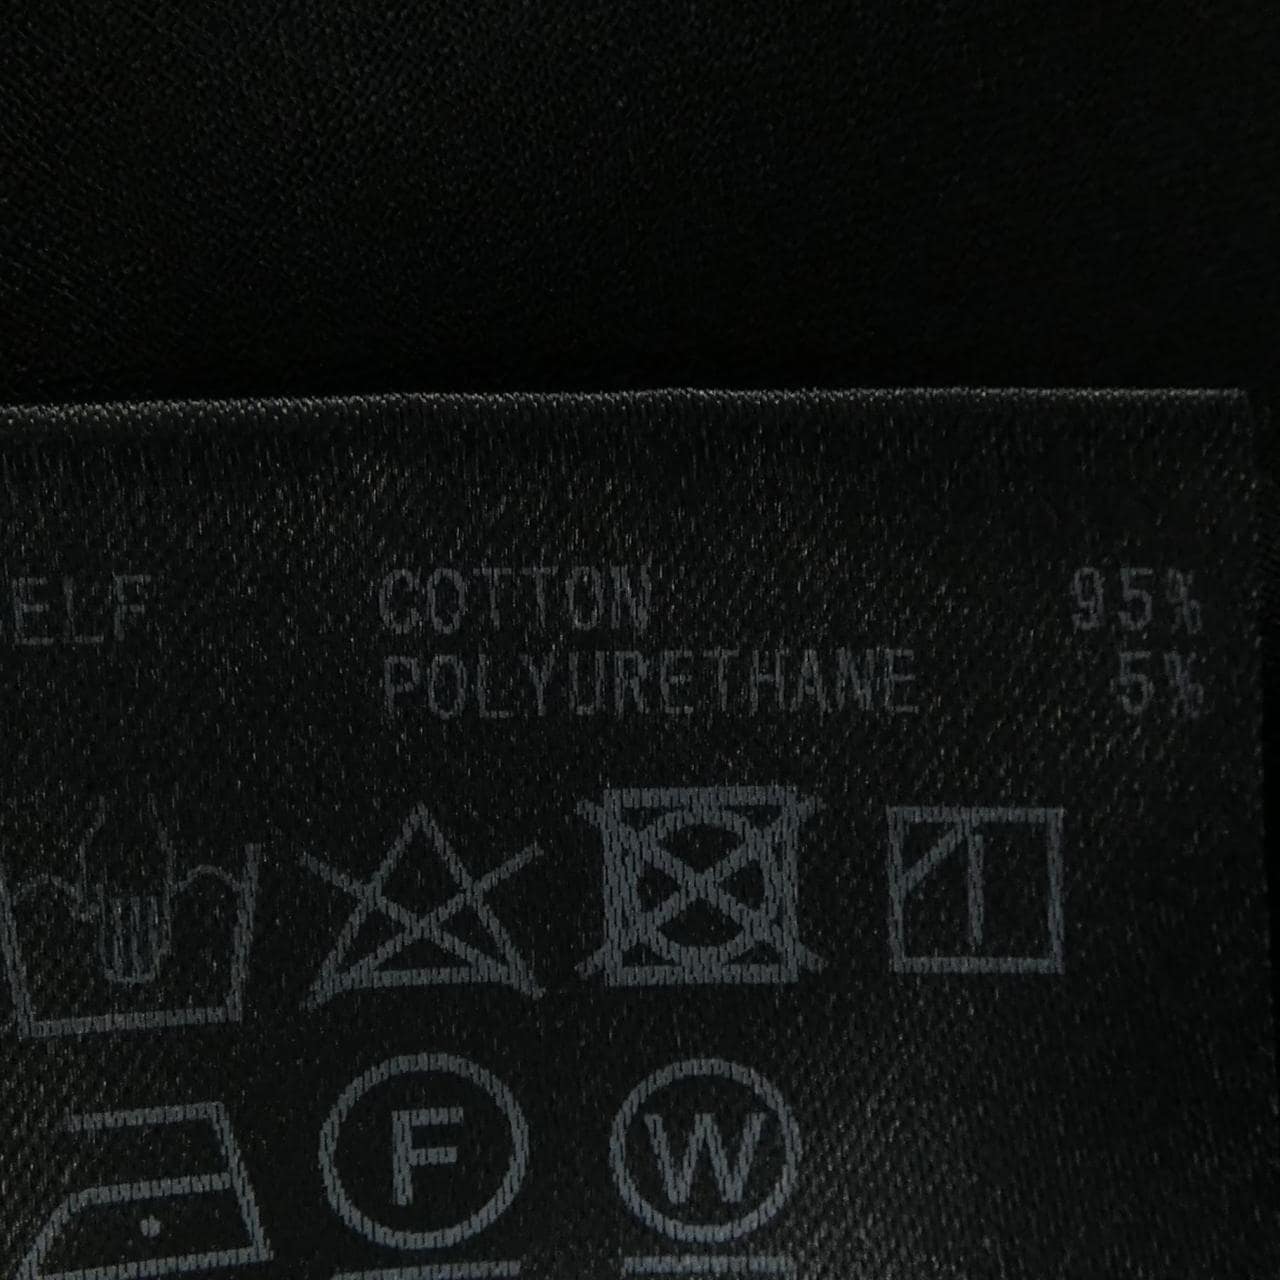 ELF COTTON 95%
POLYURETHANE 5%
F W